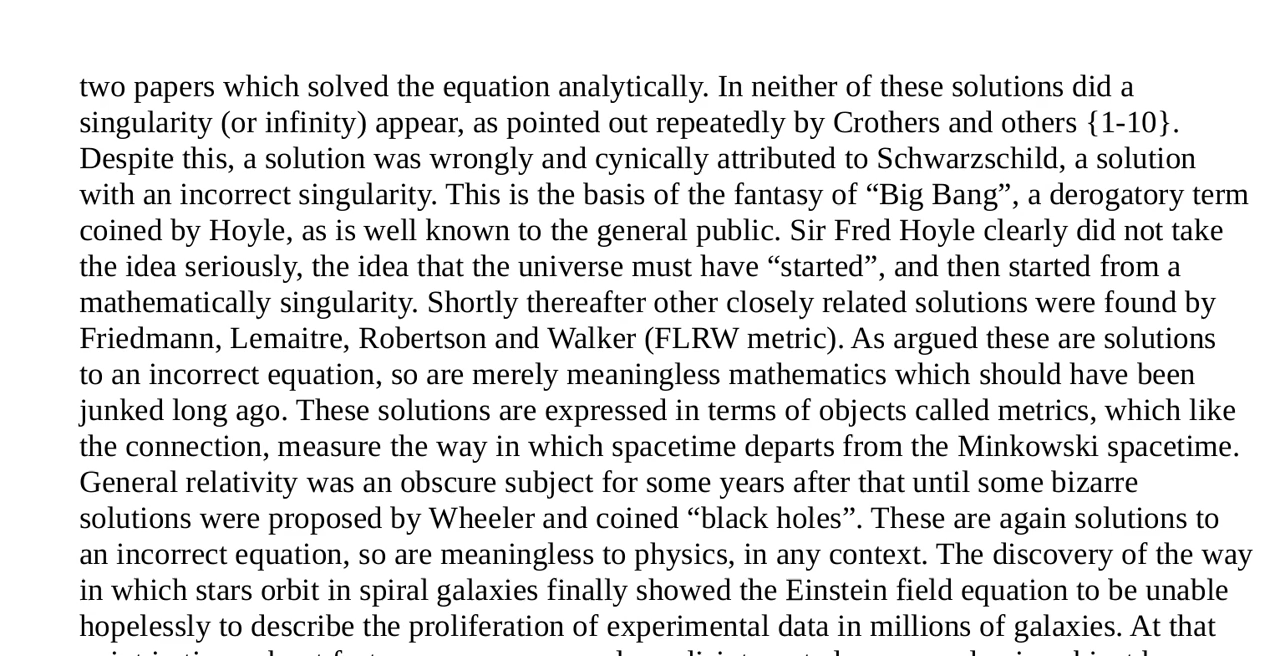 two papers which solved the equation analytically. In neither of these solutions did a
singularity (or infinity) appear, as pointed out repeatedly by Crothers and others {1-10}.
Despite this, a solution was wrongly and cynically attributed to Schwarzschild, a solution
with an incorrect singularity. This is the basis of the fantasy of “Big Bang”, a derogatory term
coined by Hoyle, as is well known to the general public. Sir Fred Hoyle clearly did not take
the idea seriously, the idea that the universe must have “started”, and then started from a
mathematically singularity. Shortly thereafter other closely related solutions were found by
Friedmann, Lemaitre, Robertson and Walker (FLRW metric). As argued these are solutions
to an incorrect equation, so are merely meaningless mathematics which should have been
junked long ago. These solutions are expressed in terms of objects called metrics, which like
the connection, measure the way in which spacetime departs from the Minkowski spacetime.
General relativity was an obscure subject for some years after that until some bizarre
solutions were proposed by Wheeler and coined “black holes”. These are again solutions to
an incorrect equation, so are meaningless to physics, in any context. The discovery of the way
in which stars orbit in spiral galaxies finally showed the Einstein field equation to be unable
hopelessly to describe the proliferation of experimental data in millions of galaxies. At that